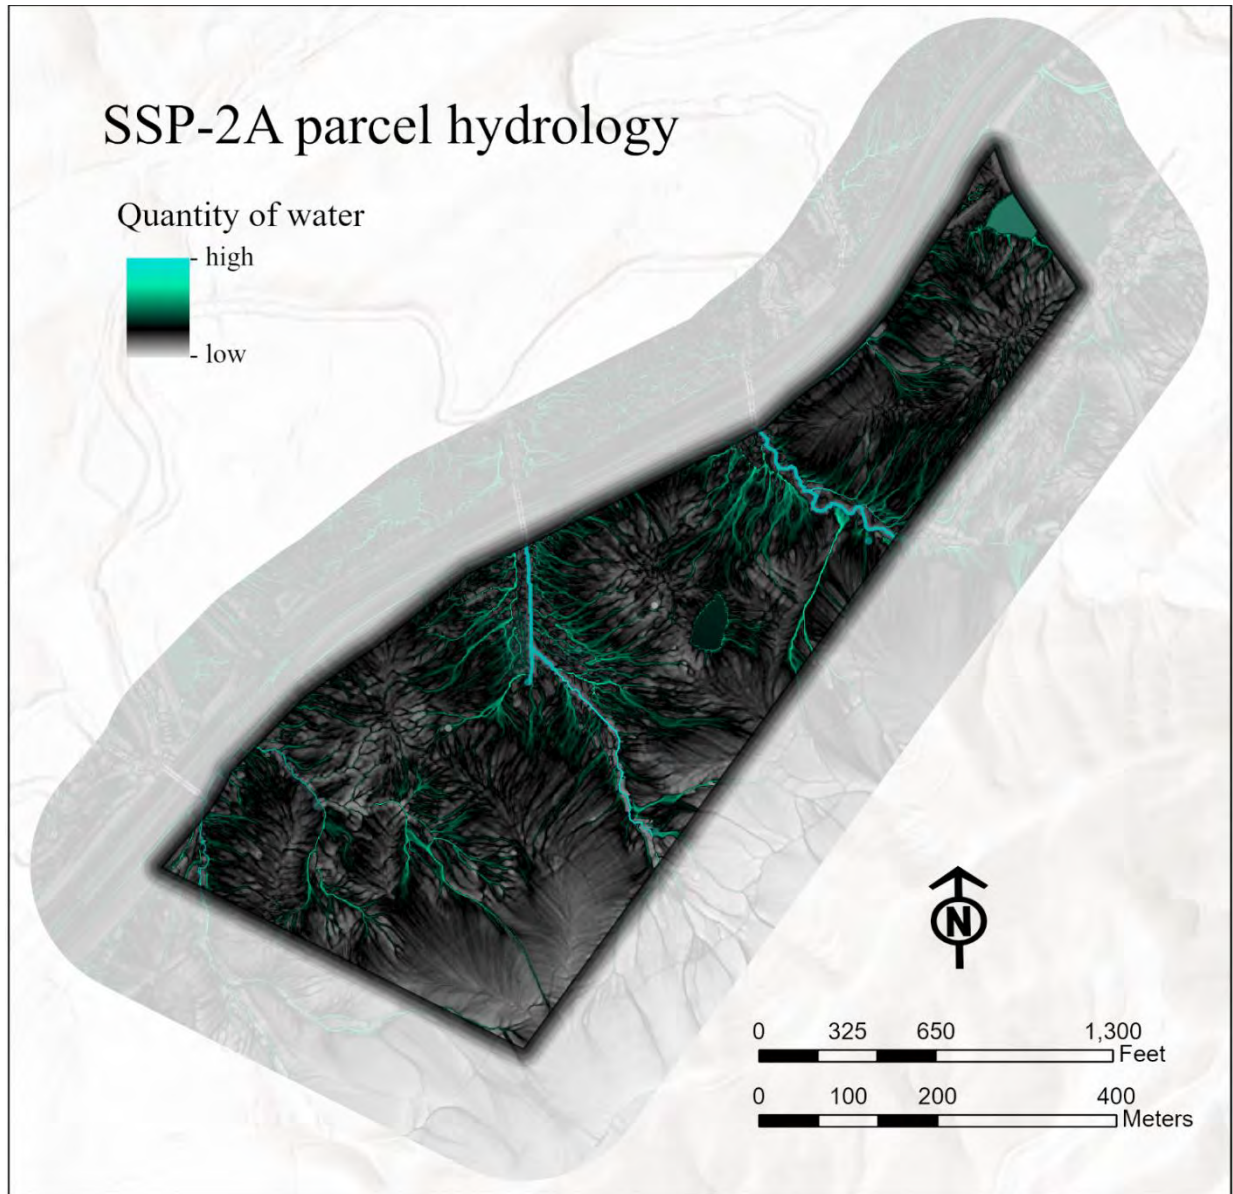 SSP-2A parcel hydrology
Quantity of water
- high
- low
N
0 325 650 1,300
Feet
0 100 200 400
Meters